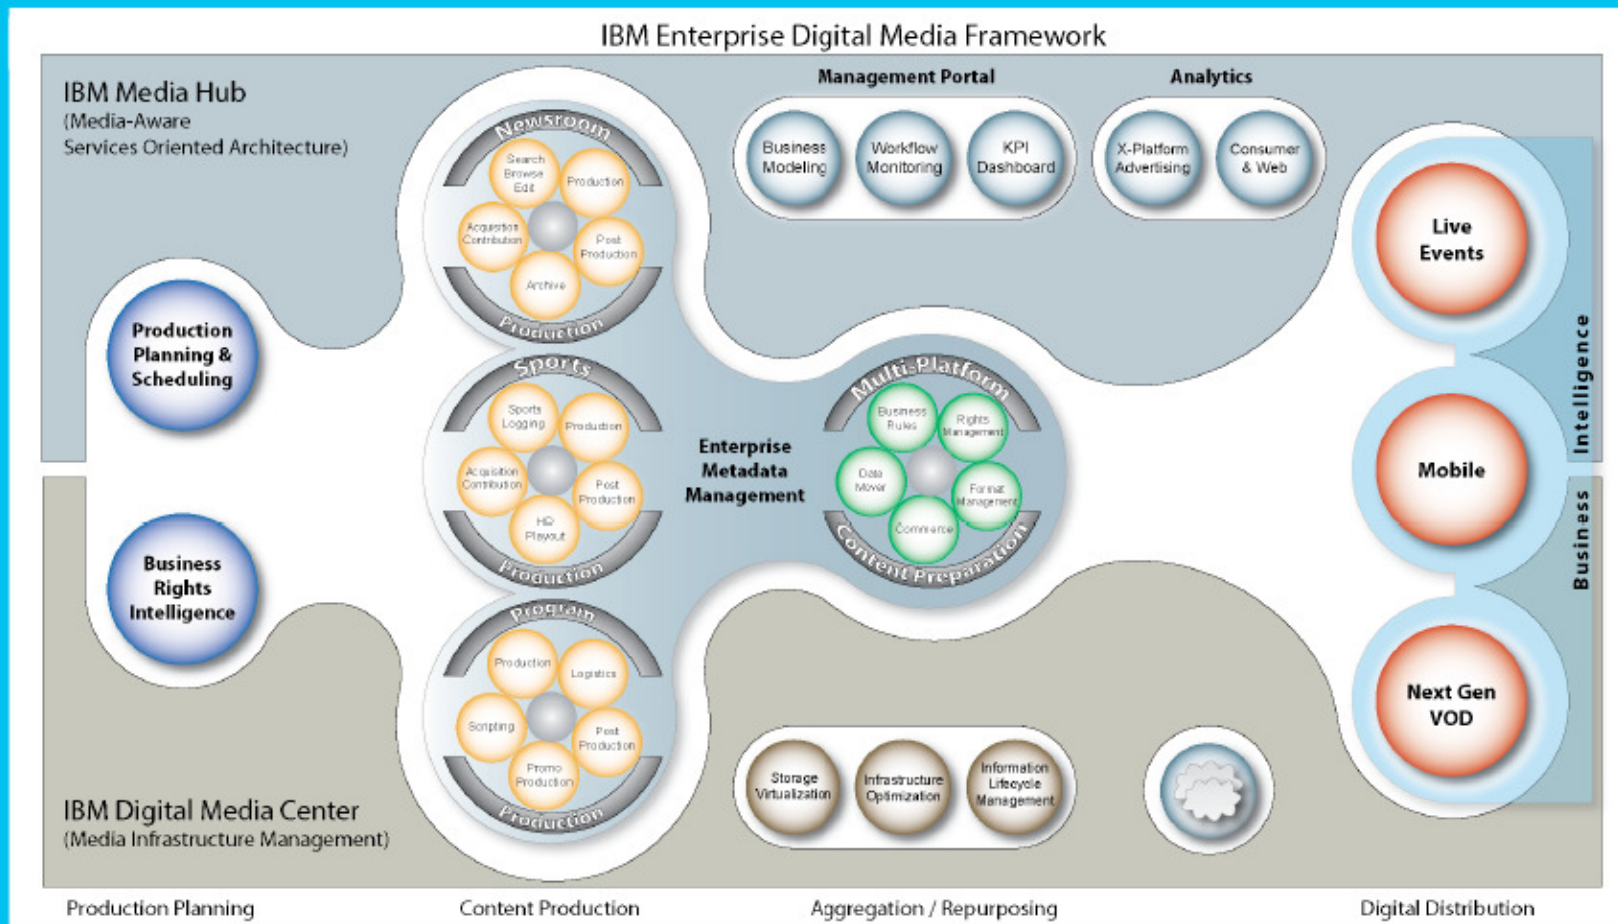 IBM Enterprise Digital Media Framework
IBM Media Hub
(Media-Aware
Services Oriented Architecture)
Management Portal
Business
Modeling
Workflow
Monitoring
KPI
Dashboard
Analytics
X-Platform
Advertising
Consumer
& Web
Production
Planning &
Scheduling
Business
Rights
Intelligence
Newsroom
Search
Browse
Edit
Production
Acquisition
Contribution
Post
Production
Archive
Production
Sports
Sports
Logging
Production
Acquisition
Contribution
Post
Production
HD
Playout
Production
Program
Production
Logistics
Scripting
Post
Production
Promo
Production
Production
Enterprise
Metadata
Management
Multi-Platform
Business
Rules
Rights
Management
Data
Mover
Format
Management
Commerce
Content Preparation
Live
Events
Mobile
Next Gen
VOD
Business Intelligence
Storage
Virtualization
Infrastructure
Optimization
Information
Lifecycle
Management
IBM Digital Media Center
(Media Infrastructure Management)
Production Planning
Content Production
Aggregation / Repurposing
Digital Distribution